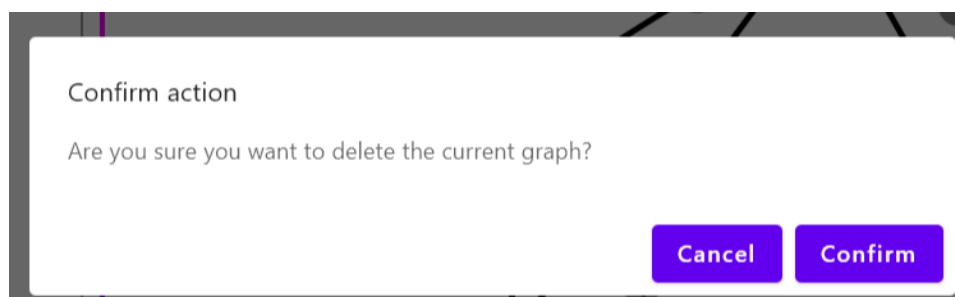 Confirm action
Are you sure you want to delete the current graph?
Cancel Confirm